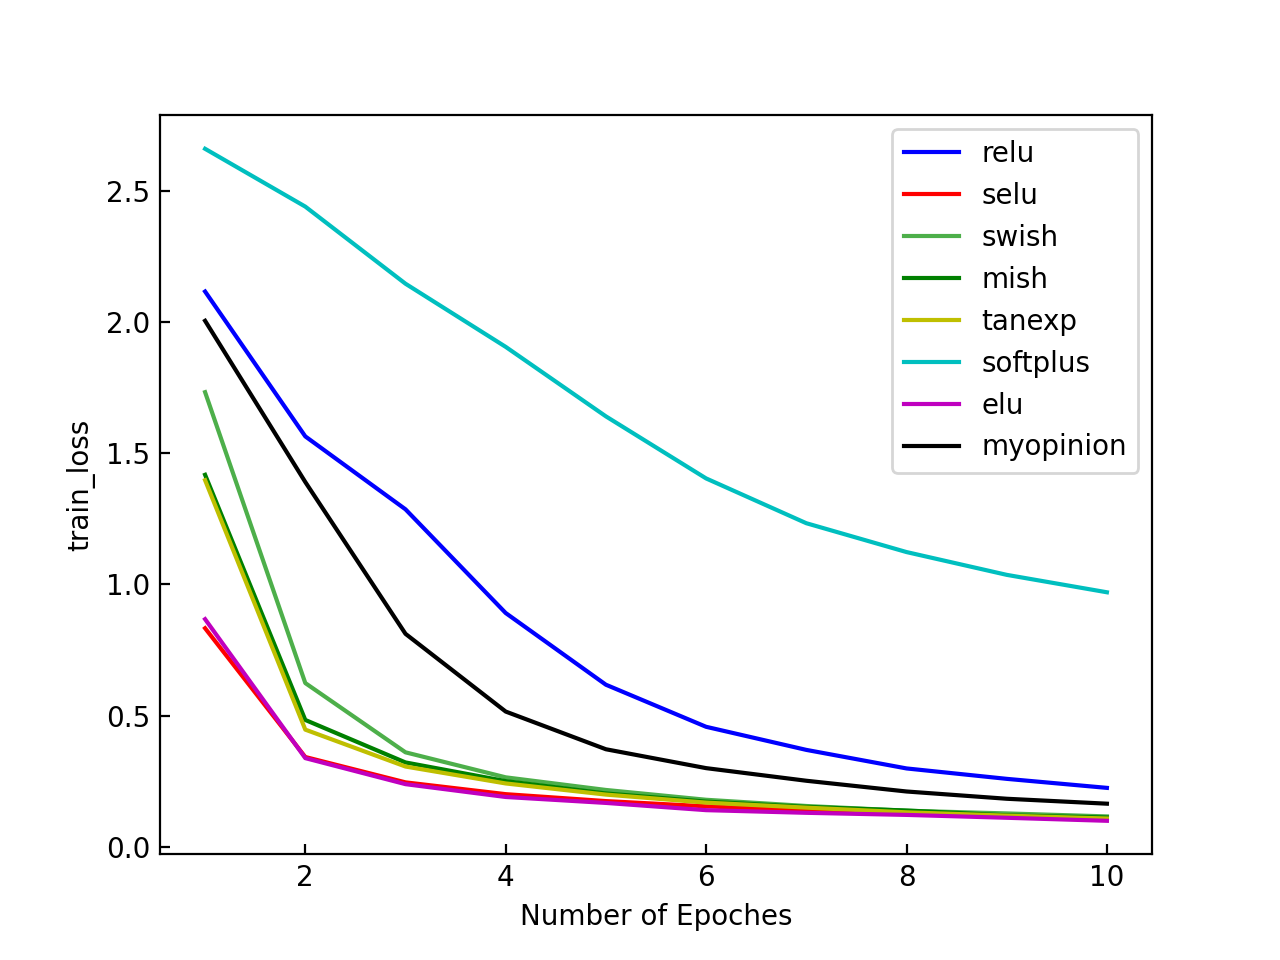 2.5
2.0
1.5
1.0
0.5
0.0
train_loss
relu
selu
swish
mish
tanexp
softplus
elu
myopinion
2 4 6 8 10
Number of Epoches